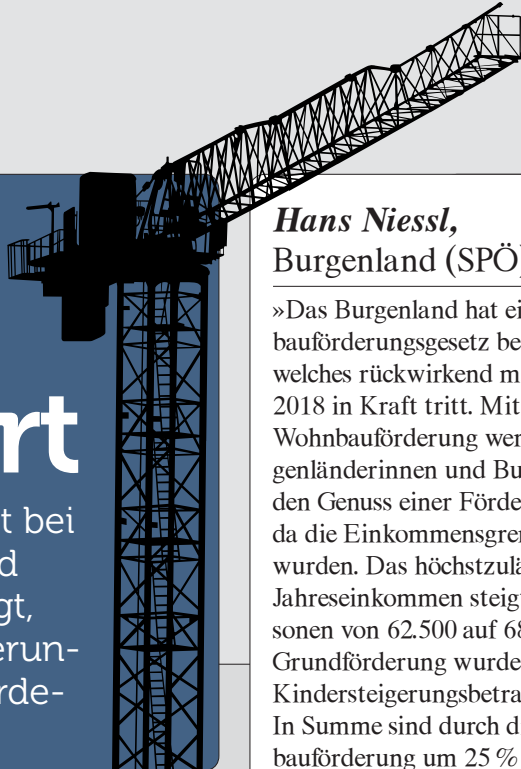 rt
t bei
d
gt,
erun-
rde-
Hans Niessl,
Burgenland (SPÖ)
»Das Burgenland hat ei
bauförderungsgesetz be
welches rückwirkend m
2018 in Kraft tritt. Mit
Wohnbauförderung wer
genländerinnen und Bu
den Genuss einer Förde
da die Einkommensgren
wurden. Das höchstzulä
Jahreseinkommen steigt
sonen von 62.500 auf 68
Grundförderung wurde
Kindersteigerungsbetra
In Summe sind durch d
bauförderung um 25 %